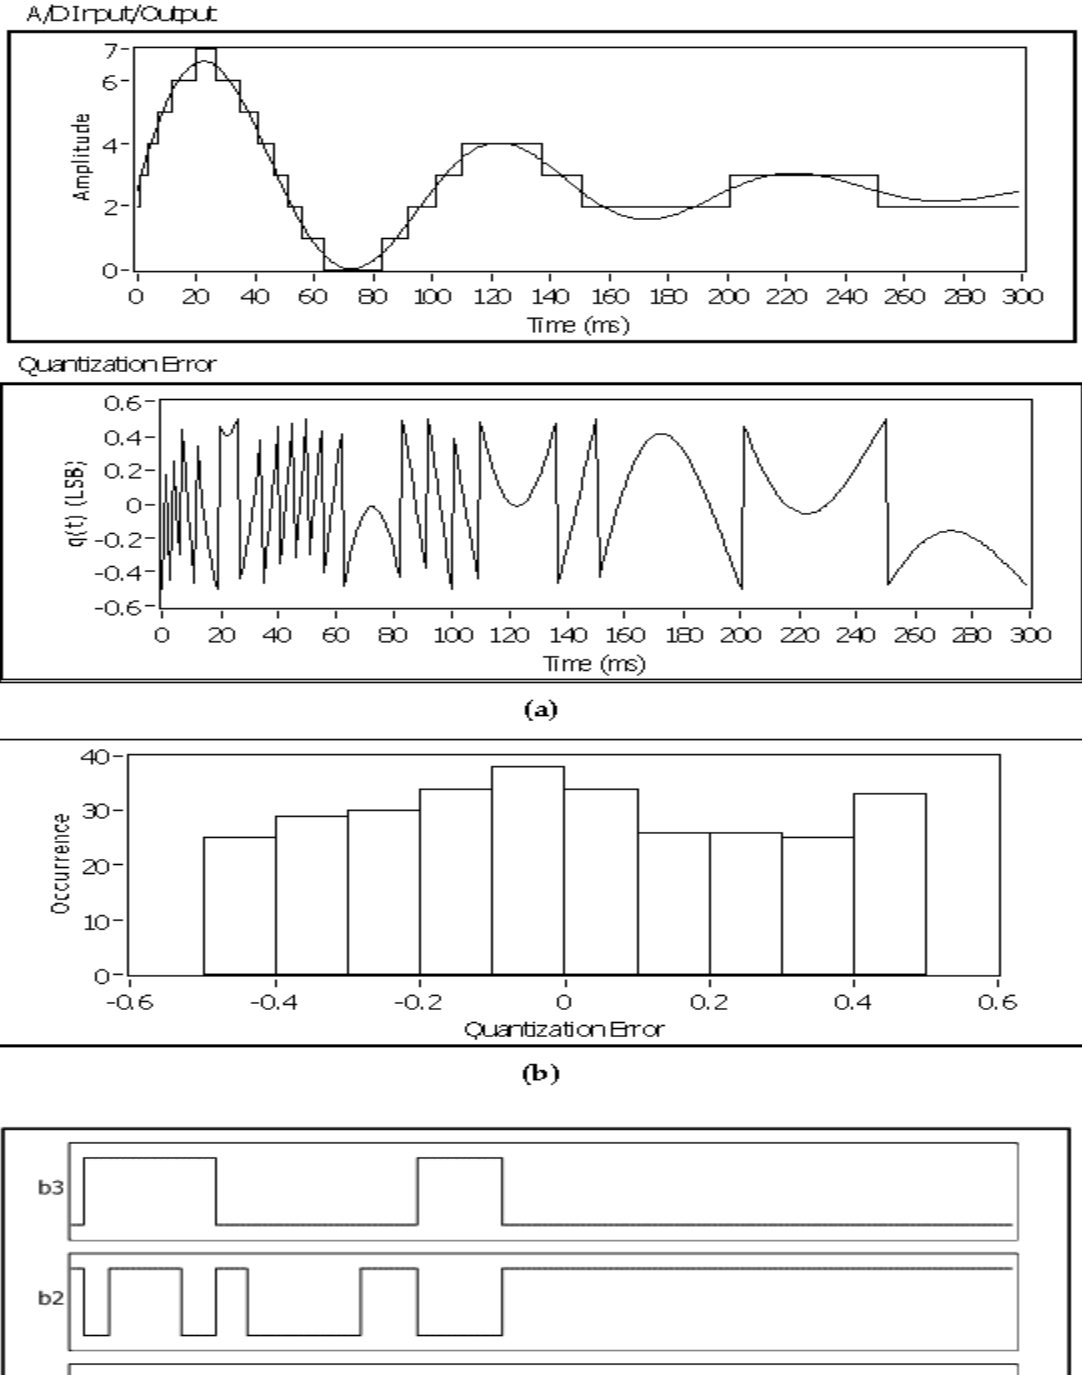 A/D Input/Output
Amplitude
7
6
4
2
0
0 20 40 60 80 100 120 140 160 180 200 220 240 260 280 300
Time (ms)
Quantization Error
q(t) (LSB)
0.6
0.4
0.2
0
-0.2
-0.4
-0.6
0 20 40 60 80 100 120 140 160 180 200 220 240 260 280 300
Time (ms)
(a)
Occurrence
40
30
20
10
0
-0.6 -0.4 -0.2 0 0.2 0.4 0.6
Quantization Error
(b)
b3
b2